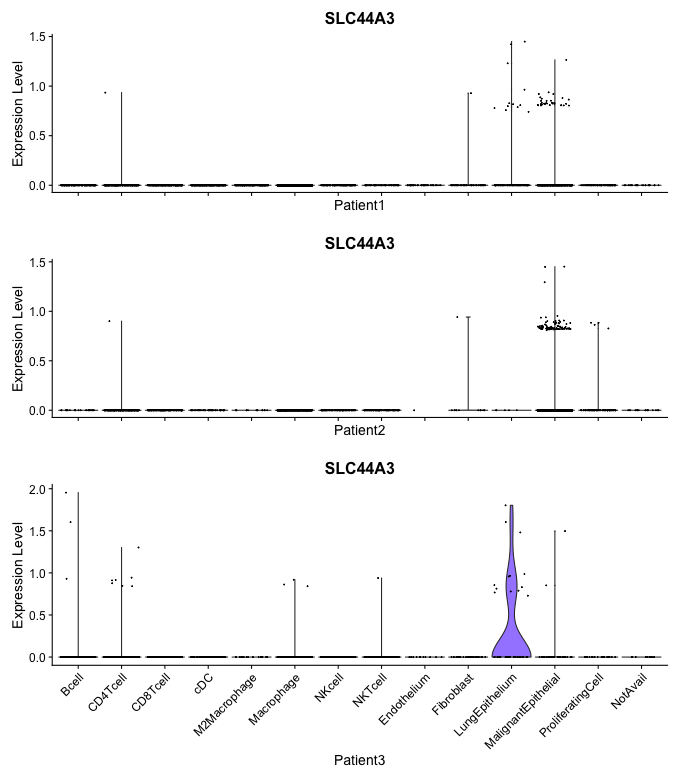 SLC44A3
Expression Level
1.5
1.0
0.5
0.0
Patient1
SLC44A3
Expression Level
1.5
1.0
0.5
0.0
Patient2
SLC44A3
Expression Level
2.0
1.5
1.0
0.5
0.0
Bcell
CD4Tcell
CD8Tcell
cDC
M2Macrophage
Macrophage
NKcell
NKTcell
Endothelium
Fibroblast
LungEpithelium
MalignantEpithelial
ProliferatingCell
NotAvail
Patient3